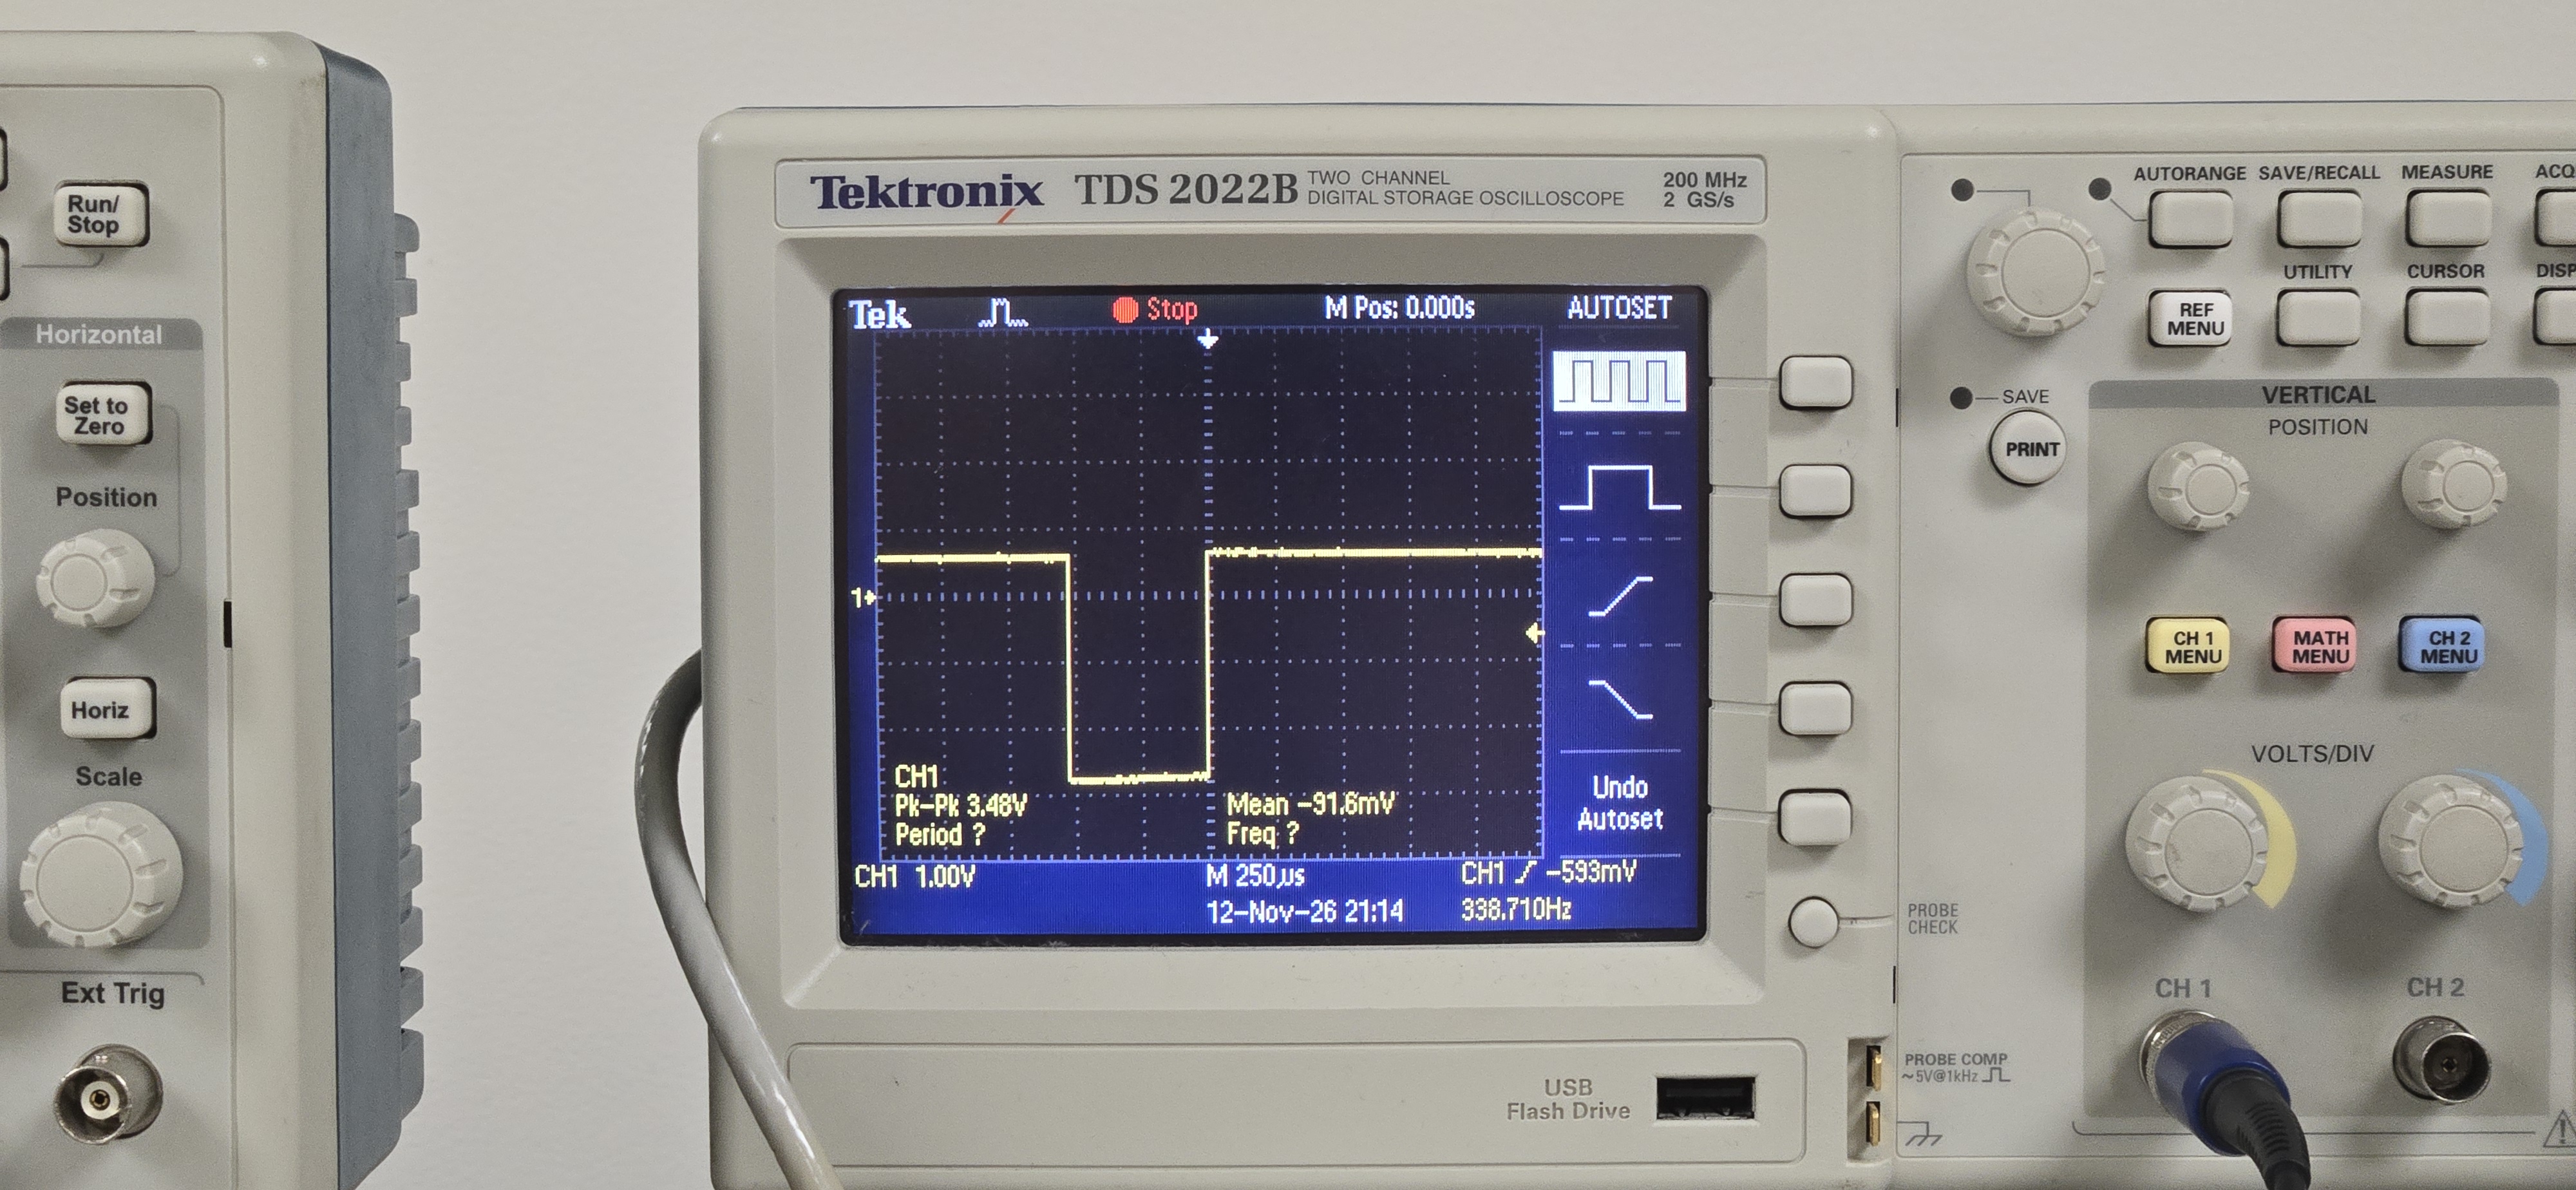 Run/
Stop
Horizontal
Set to
Zero
Position
Horiz
Scale
Ext Trig
Tektronix TDS 2022B
TWO CHANNEL
DIGITAL STORAGE OSCILLOSCOPE
200 MHz
2 GS/s
Tek
Stop
M Pos: 0.000s
AUTOSET
1
CH1
Pk-Pk 3.48V
Period ?
Mean -91.6mV
Freq ?
Undo
Autoset
CH1 1.00V
M 250µs
CH1 -593mV
12-Nov-26 21:14
338.710Hz
USB
Flash Drive
AUTORANGE
SAVE/RECALL
MEASURE
ACQ
REF
MENU
UTILITY
CURSOR
DISP
SAVE
PRINT
VERTICAL
POSITION
CH 1
MENU
MATH
MENU
CH 2
MENU
VOLTS/DIV
PROBE
CHECK
CH 1
CH 2
PROBE COMP
~5V@1kHz